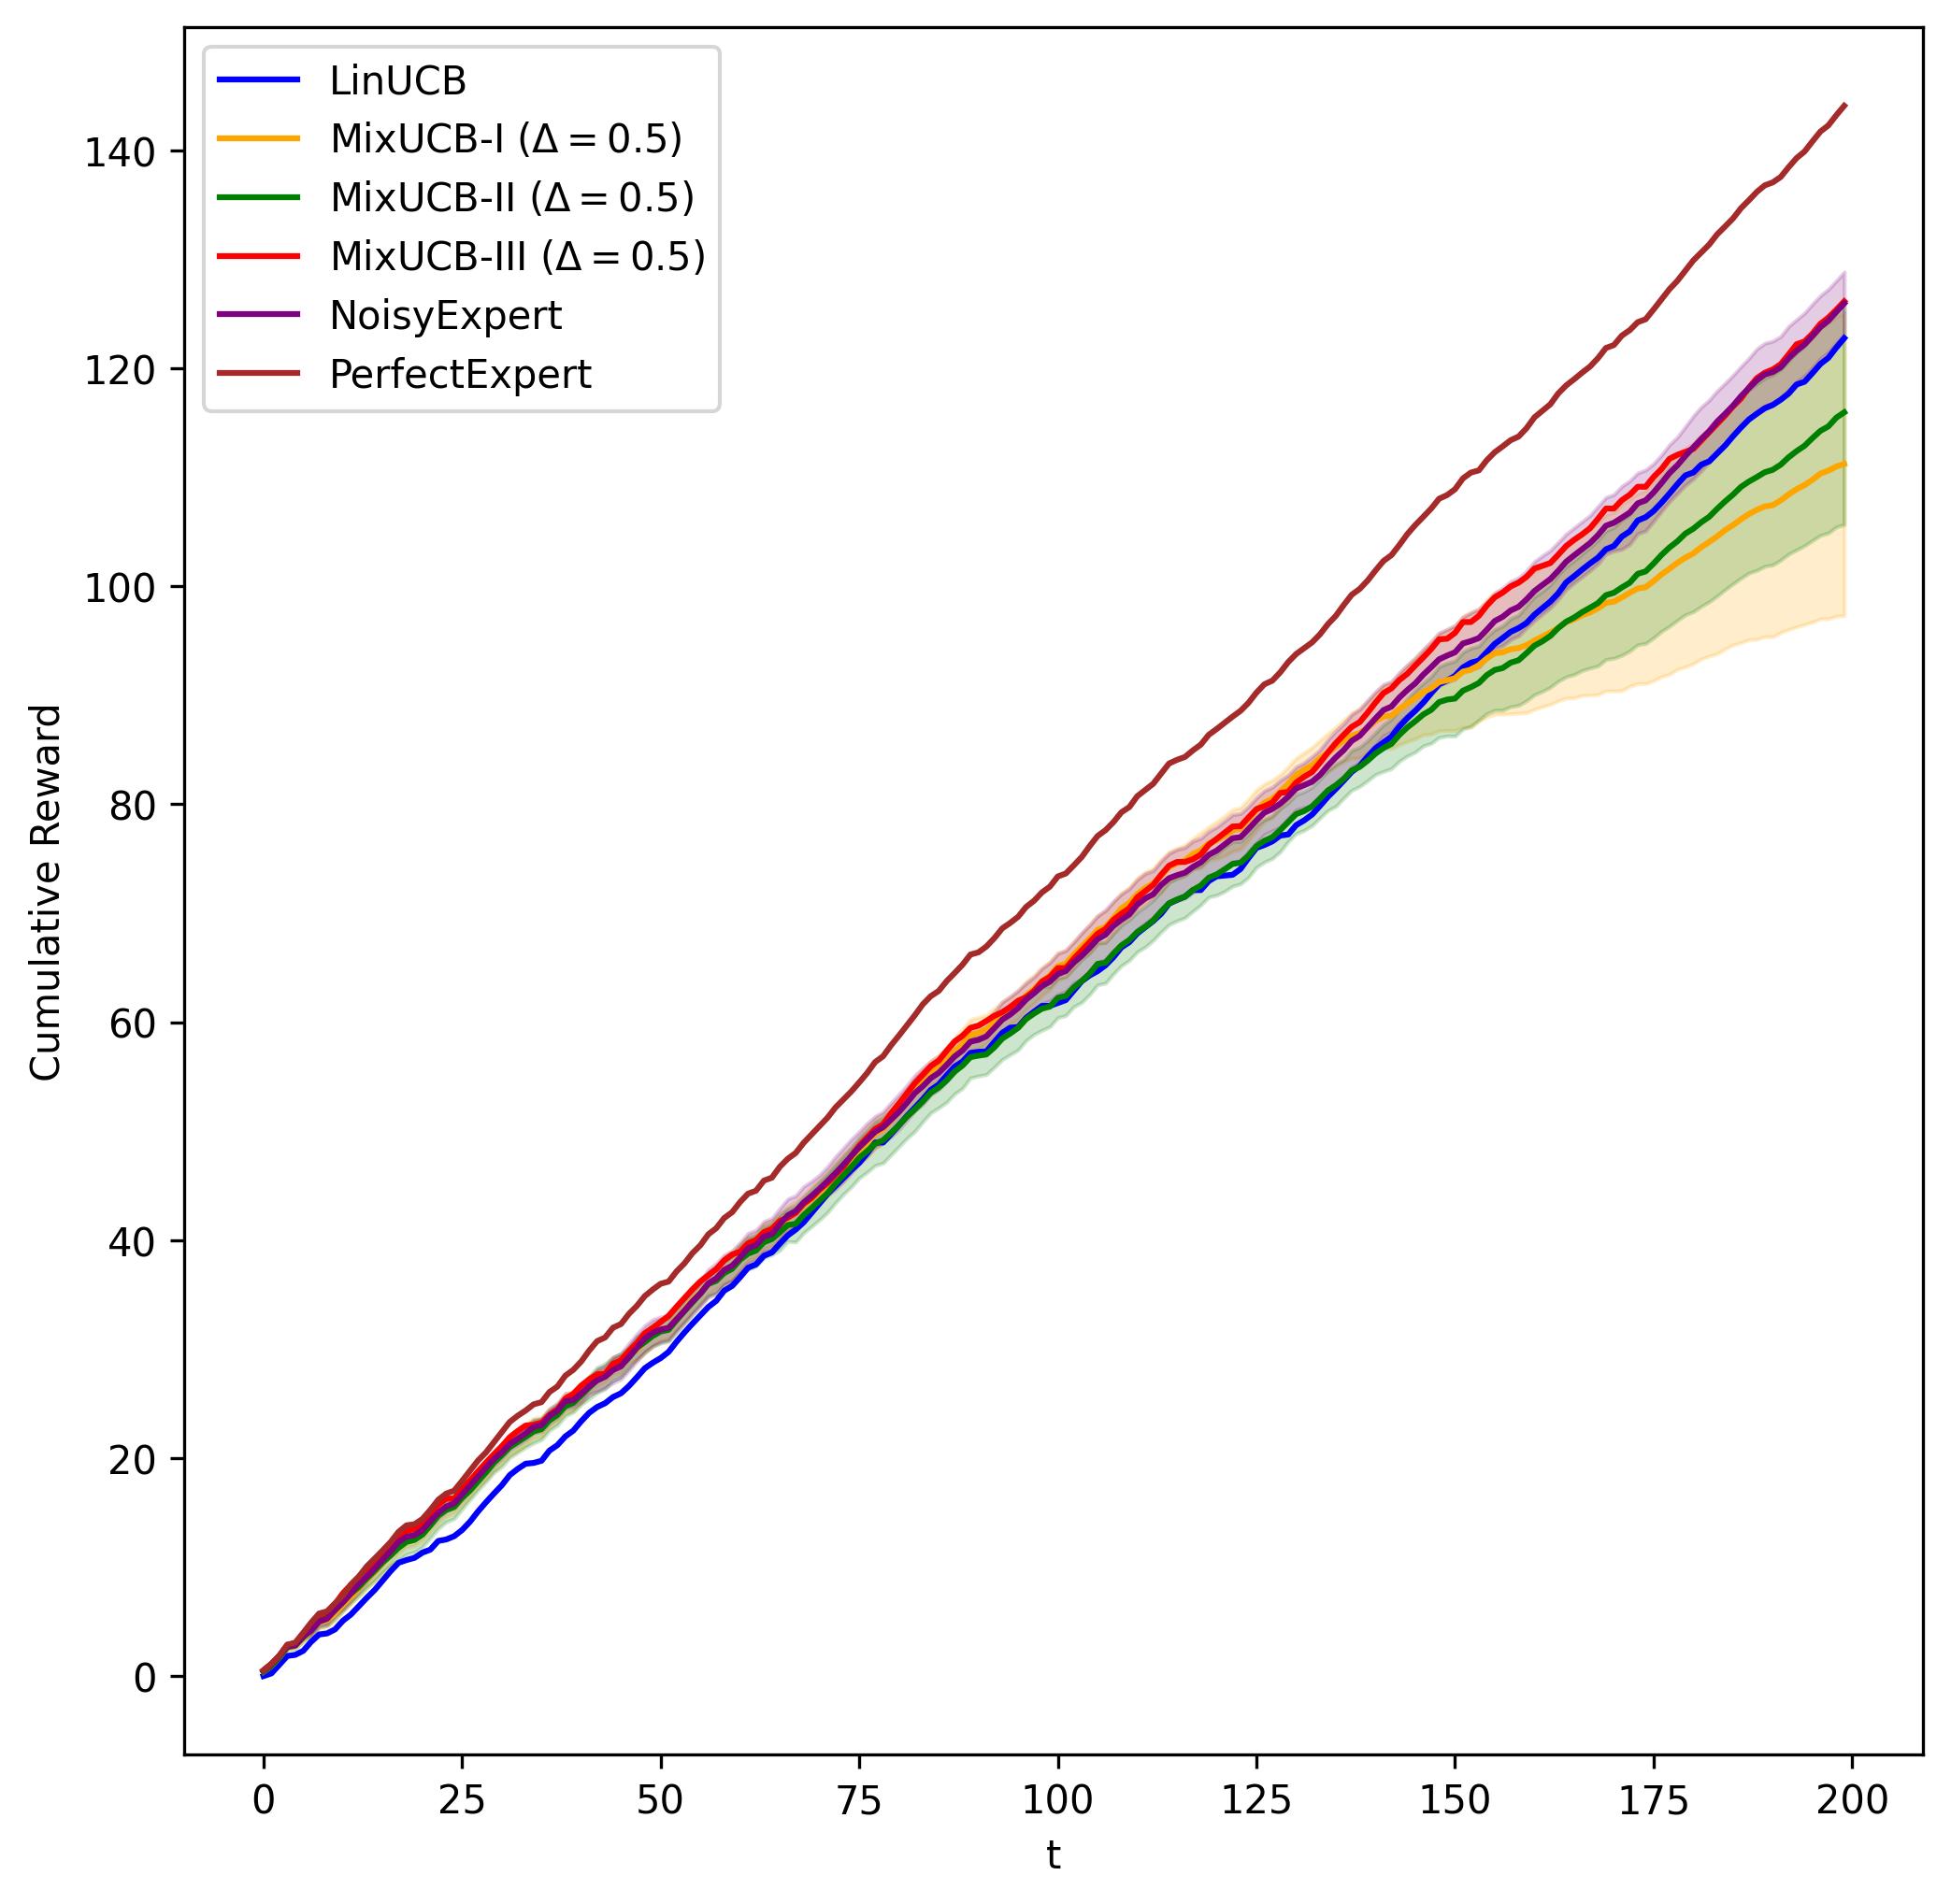 LinUCB
MixUCB-I (Δ = 0.5)
MixUCB-II (Δ = 0.5)
MixUCB-III (Δ = 0.5)
NoisyExpert
PerfectExpert
Cumulative Reward
140
120
100
80
60
40
20
0
0 25 50 75 100 125 150 175 200
t